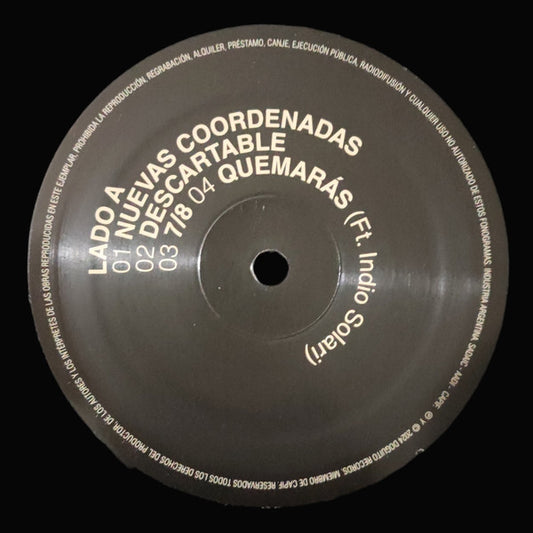 LADO A
01 NUEVAS COORDENADAS
02 DESCARTABLE
03 7/8 04 QUEMARÁS (Ft. Indio Solari)
℗ Y © 2024 DOGUITO RECORDS. MIEMBRO DE CAPIF. RESERVADOS TODOS LOS DERECHOS DEL PRODUCTOR, DE LOS AUTORES Y LOS INTERPRETES DE LAS OBRAS REPRODUCIDAS EN ESTE EJEMPLAR. PROHIBIDA LA REPRODUCCIÓN, REGRABACIÓN, ALQUILER, PRÉSTAMO, CANJE, EJECUCIÓN PÚBLICA, RADIODIFUSIÓN Y CUALQUIER USO NO AUTORIZADO DE ESTOS FONOGRAMAS. INDUSTRIA ARGENTINA. SADAIC - AADI - CAPIF.